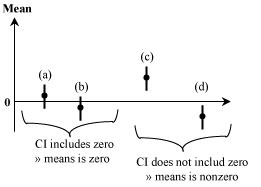 Mean
(a)
(b)
(c)
(d)
0
CI includes zero
» means is zero
CI does not includ zero
» means is nonzero